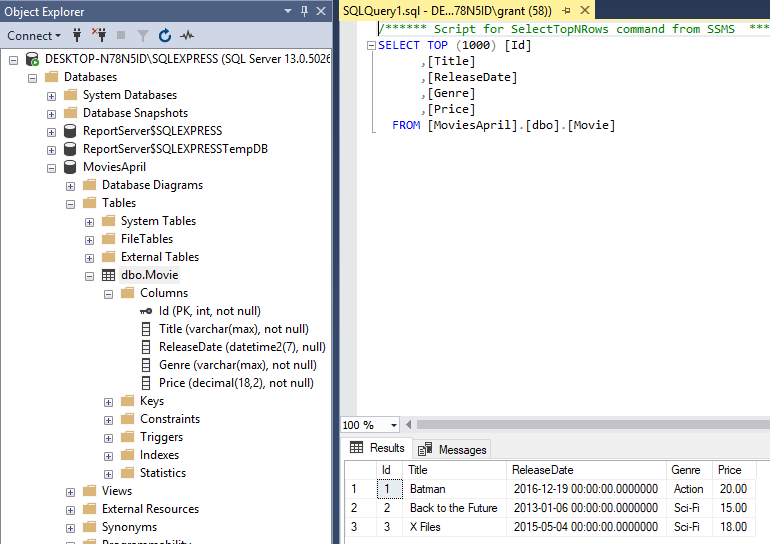 Object Explorer
Connect
DESKTOP-N78N5ID\SQLEXPRESS (SQL Server 13.0.5026
Databases
System Databases
Database Snapshots
ReportServer$SQLEXPRESS
ReportServer$SQLEXPRESSTempDB
MoviesApril
Database Diagrams
Tables
System Tables
FileTables
External Tables
dbo.Movie
Columns
Id (PK, int, not null)
Title (varchar(max), not null)
ReleaseDate (datetime2(7), null)
Genre (varchar(max), not null)
Price (decimal(18,2), not null)
Keys
Constraints
Triggers
Indexes
Statistics
Views
External Resources
Synonyms
Programmability
SQLQuery1.sql - DE...78N5ID\grant (58))
/****** Script for SelectTopNRows command from SSMS  ***
SELECT TOP (1000) [Id]
,[Title]
,[ReleaseDate]
,[Genre]
,[Price]
FROM [MoviesApril].[dbo].[Movie]
100 %
Results Messages
Id Title ReleaseDate Genre Price
1 1 Batman 2016-12-19 00:00:00.0000000 Action 20.00
2 2 Back to the Future 2013-01-06 00:00:00.0000000 Sci-Fi 15.00
3 3 X Files 2015-05-04 00:00:00.0000000 Sci-Fi 18.00